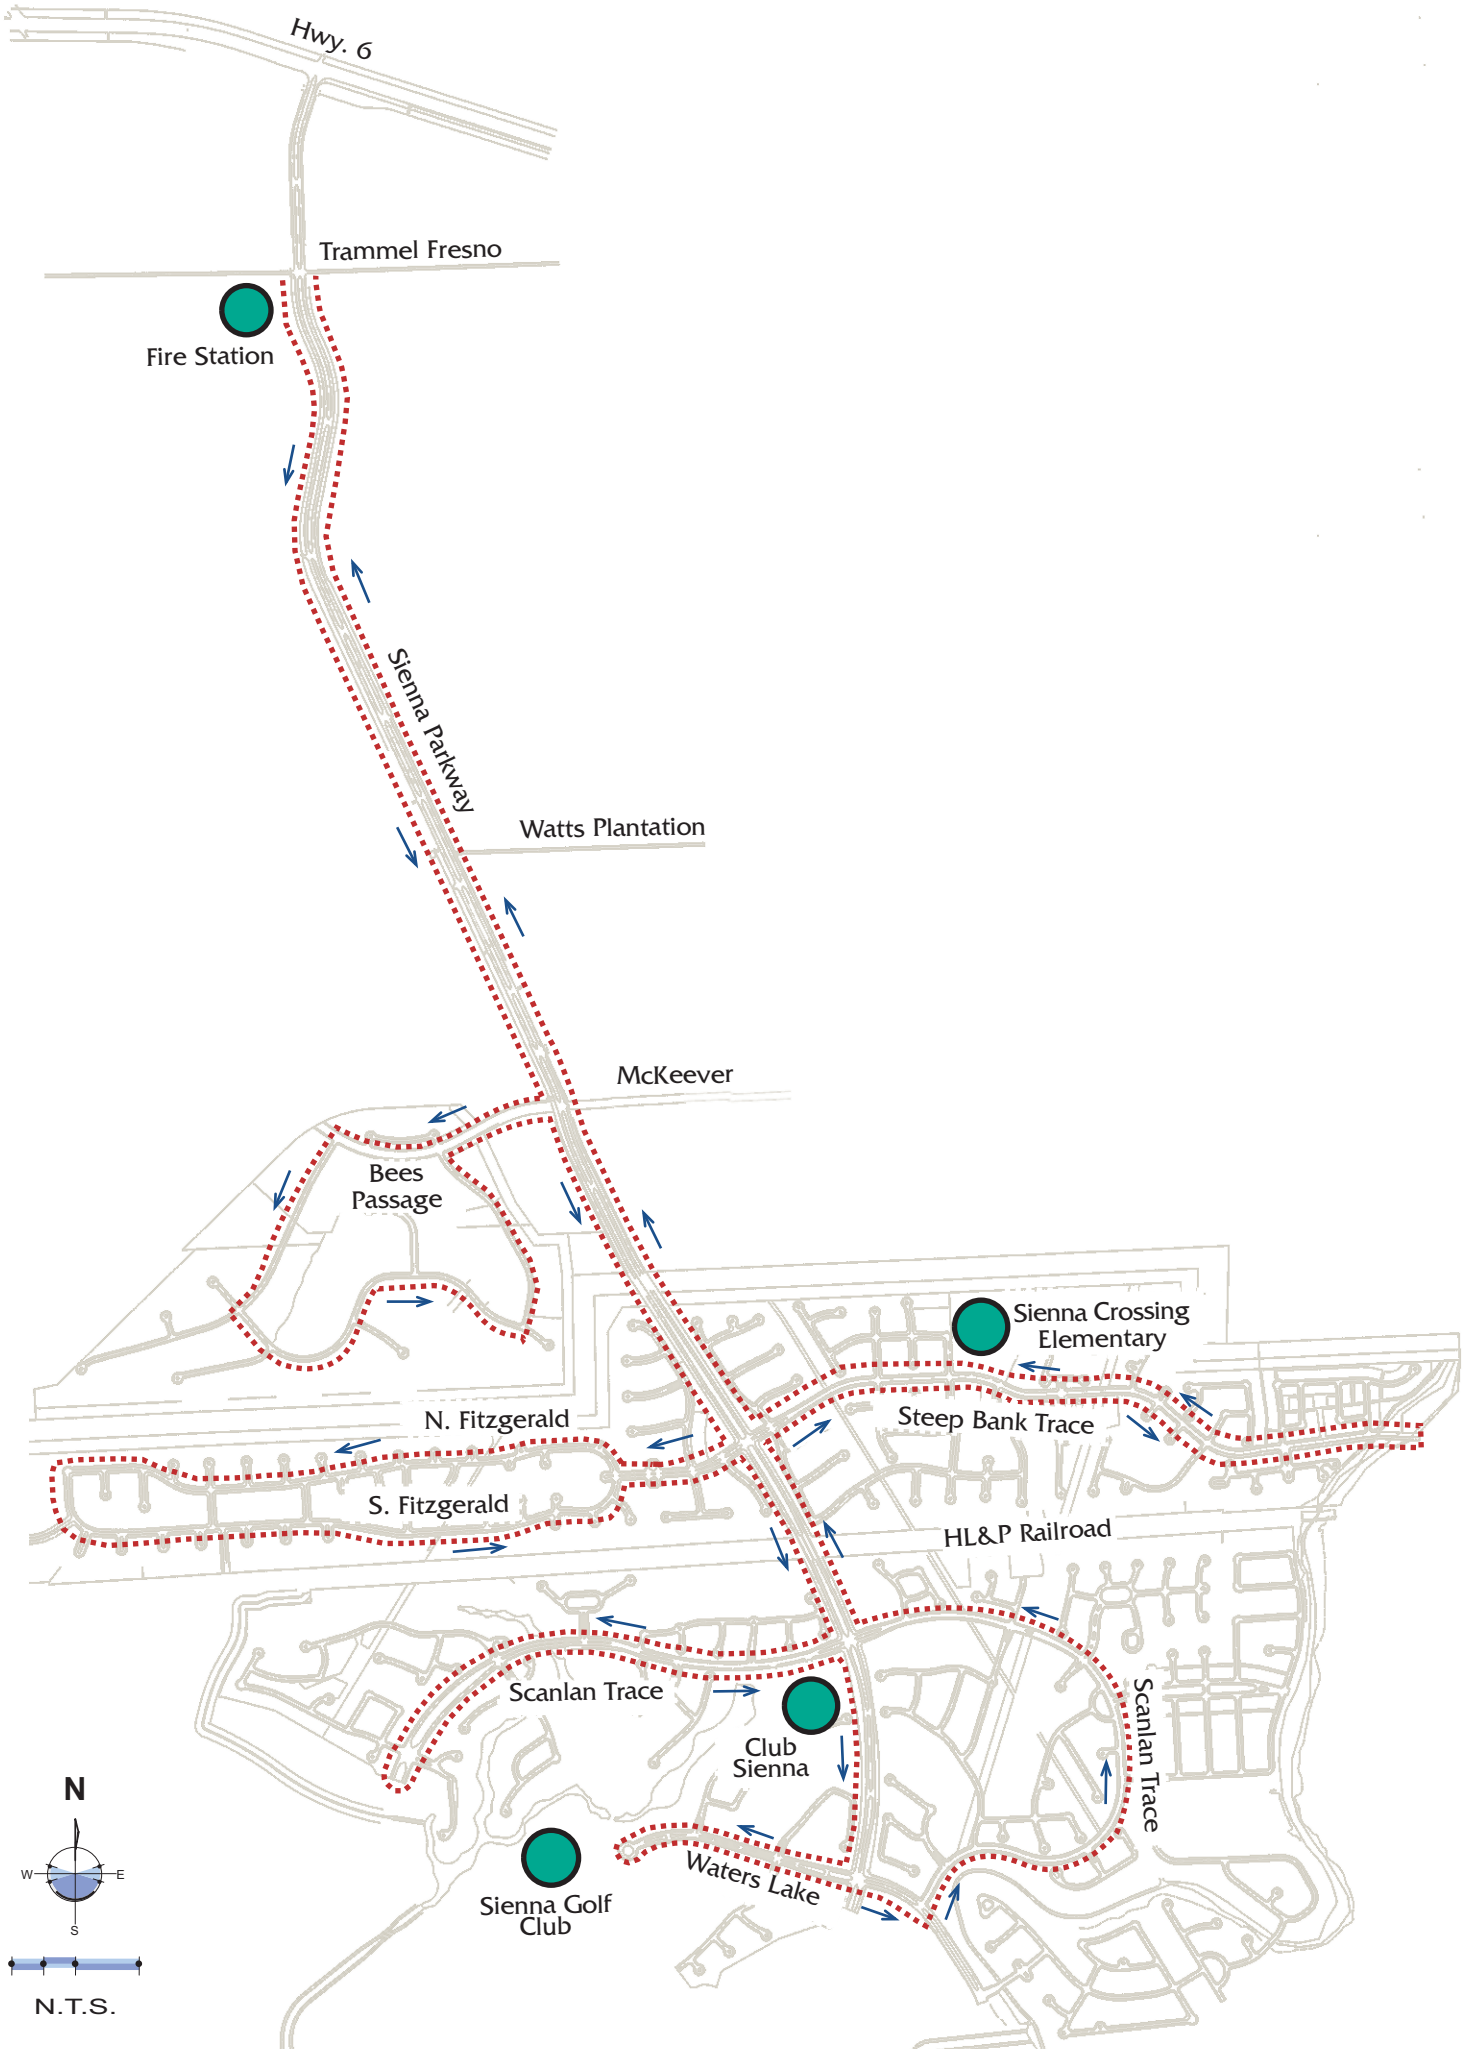 Hwy. 6
Trammel Fresno
Fire Station
Sienna Parkway
Watts Plantation
McKeever
Bees
Passage
Sienna Crossing
Elementary
N. Fitzgerald
Steep Bank Trace
S. Fitzgerald
HL&P Railroad
Scanlan Trace
Scanlan Trace
Club
Sienna
Waters Lake
Sienna Golf
Club
N
W
E
S
N.T.S.